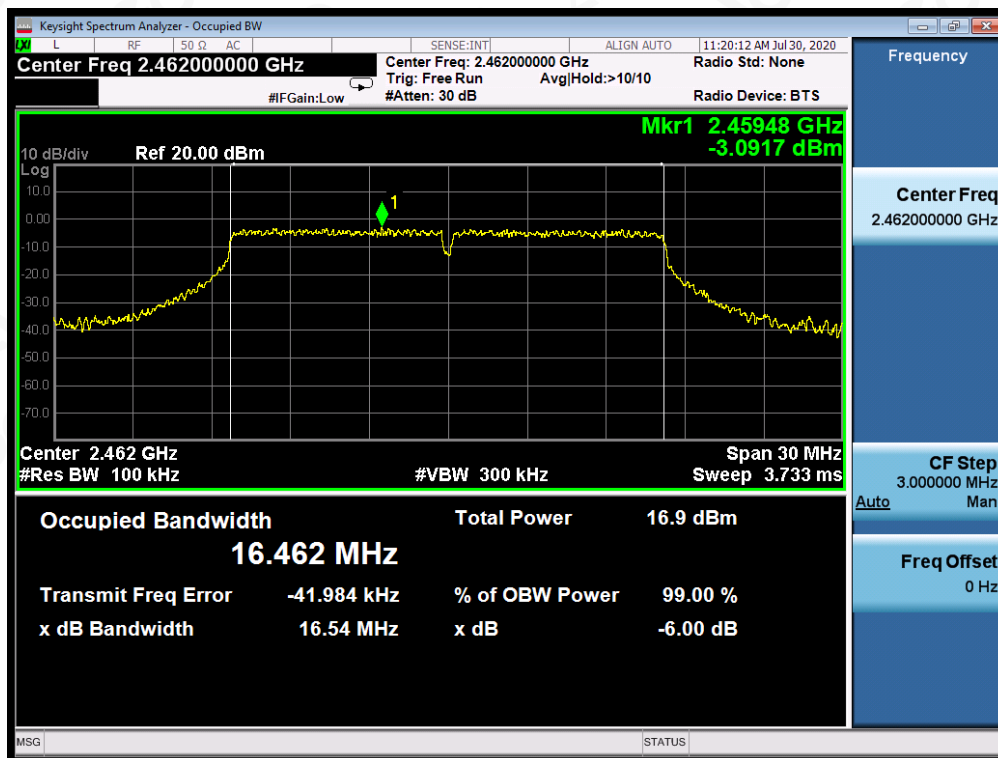 Keysight Spectrum Analyzer - Occupied BW
LXI L RF 50 Ω AC SENSE:INT ALIGN AUTO 11:20:12 AM Jul 30, 2020
Center Freq 2.462000000 GHz
Center Freq: 2.462000000 GHz
Radio Std: None
Trig: Free Run Avg|Hold:>10/10
#IFGain:Low
#Atten: 30 dB
Radio Device: BTS
Frequency
Mkr1 2.45948 GHz
-3.0917 dBm
10 dB/div Ref 20.00 dBm
Log
10.0
0.00
-10.0
-20.0
-30.0
-40.0
-50.0
-60.0
-70.0
1
Center 2.462 GHz Span 30 MHz
#Res BW 100 kHz #VBW 300 kHz Sweep 3.733 ms
Occupied Bandwidth Total Power 16.9 dBm
16.462 MHz
Transmit Freq Error -41.984 kHz % of OBW Power 99.00 %
x dB Bandwidth 16.54 MHz x dB -6.00 dB
Center Freq
2.462000000 GHz
CF Step
3.000000 MHz
Auto Man
Freq Offset
0 Hz
MSG STATUS